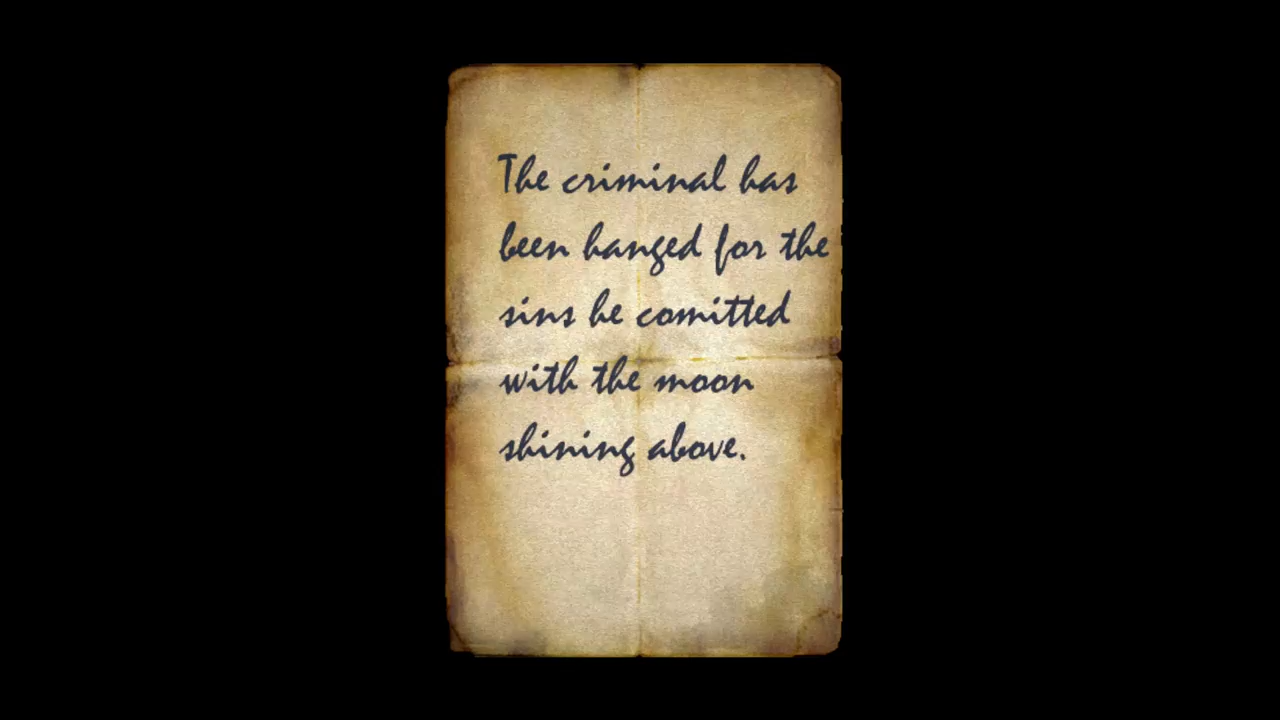 The criminal has
been hanged for the
sins he comitted
with the moon
shining above.